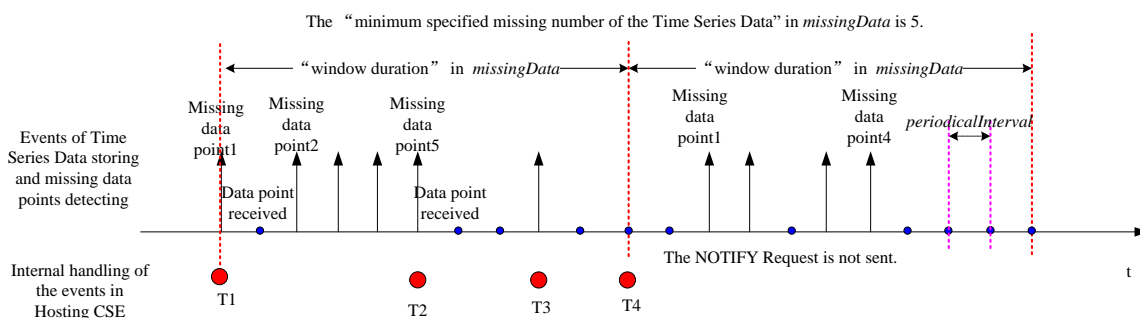 The “minimum specified missing number of the Time Series Data” in missingData is 5.
“window duration” in missingData
“window duration” in missingData
Missing
data
point1
Missing
data
point2
Missing
data
point5
Missing
data
point1
Missing
data
point4
periodicalInterval
Events of Time
Series Data storing
and missing data
points detecting
Data point
received
Data point
received
The NOTIFY Request is not sent.
t
Internal handling of
the events in
Hosting CSE
T1
T2
T3
T4